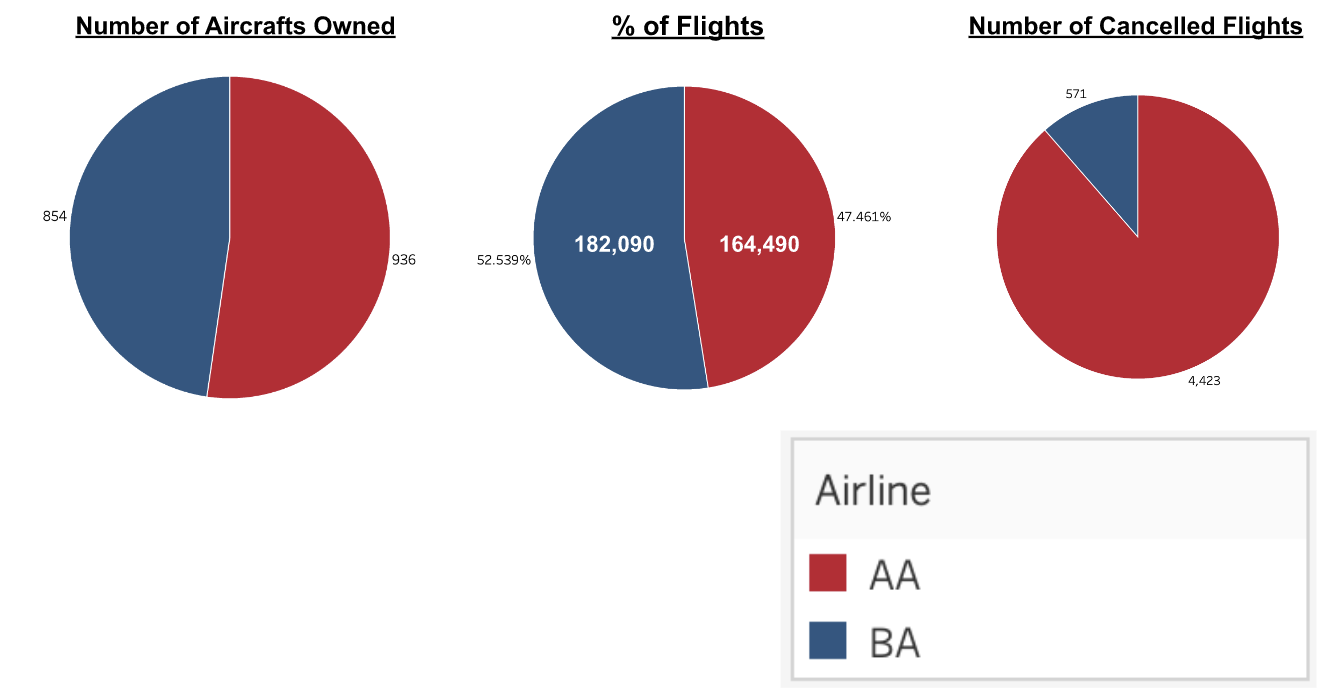 Number of Aircrafts Owned
% of Flights
Number of Cancelled Flights
854
936
52.539%
182,090
164,490
47.461%
571
4,423
Airline
AA
BA